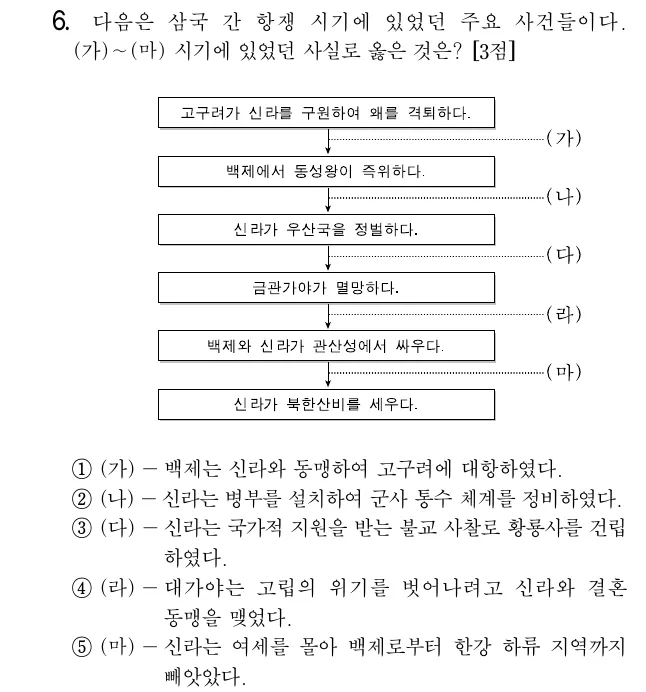 6. 다음은 삼국 간 항쟁 시기에 있었던 주요 사건들이다.
(가)~(마) 시기에 있었던 사실로 옳은 것은? [3점]
고구려가 신라를 구원하여 왜를 격퇴하다.
(가)
백제에서 동성왕이 즉위하다.
(나)
신라가 우산국을 정벌하다.
(다)
금관가야가 멸망하다.
(라)
백제와 신라가 관산성에서 싸우다.
(마)
신라가 북한산비를 세우다.
① (가) – 백제는 신라와 동맹하여 고구려에 대항하였다.
② (나) – 신라는 병부를 설치하여 군사 통수 체계를 정비하였다.
③ (다) – 신라는 국가적 지원을 받는 불교 사찰로 황룡사를 건립
하였다.
④ (라) – 대가야는 고립의 위기를 벗어나려고 신라와 결혼
동맹을 맺었다.
⑤ (마) – 신라는 여세를 몰아 백제로부터 한강 하류 지역까지
빼앗았다.